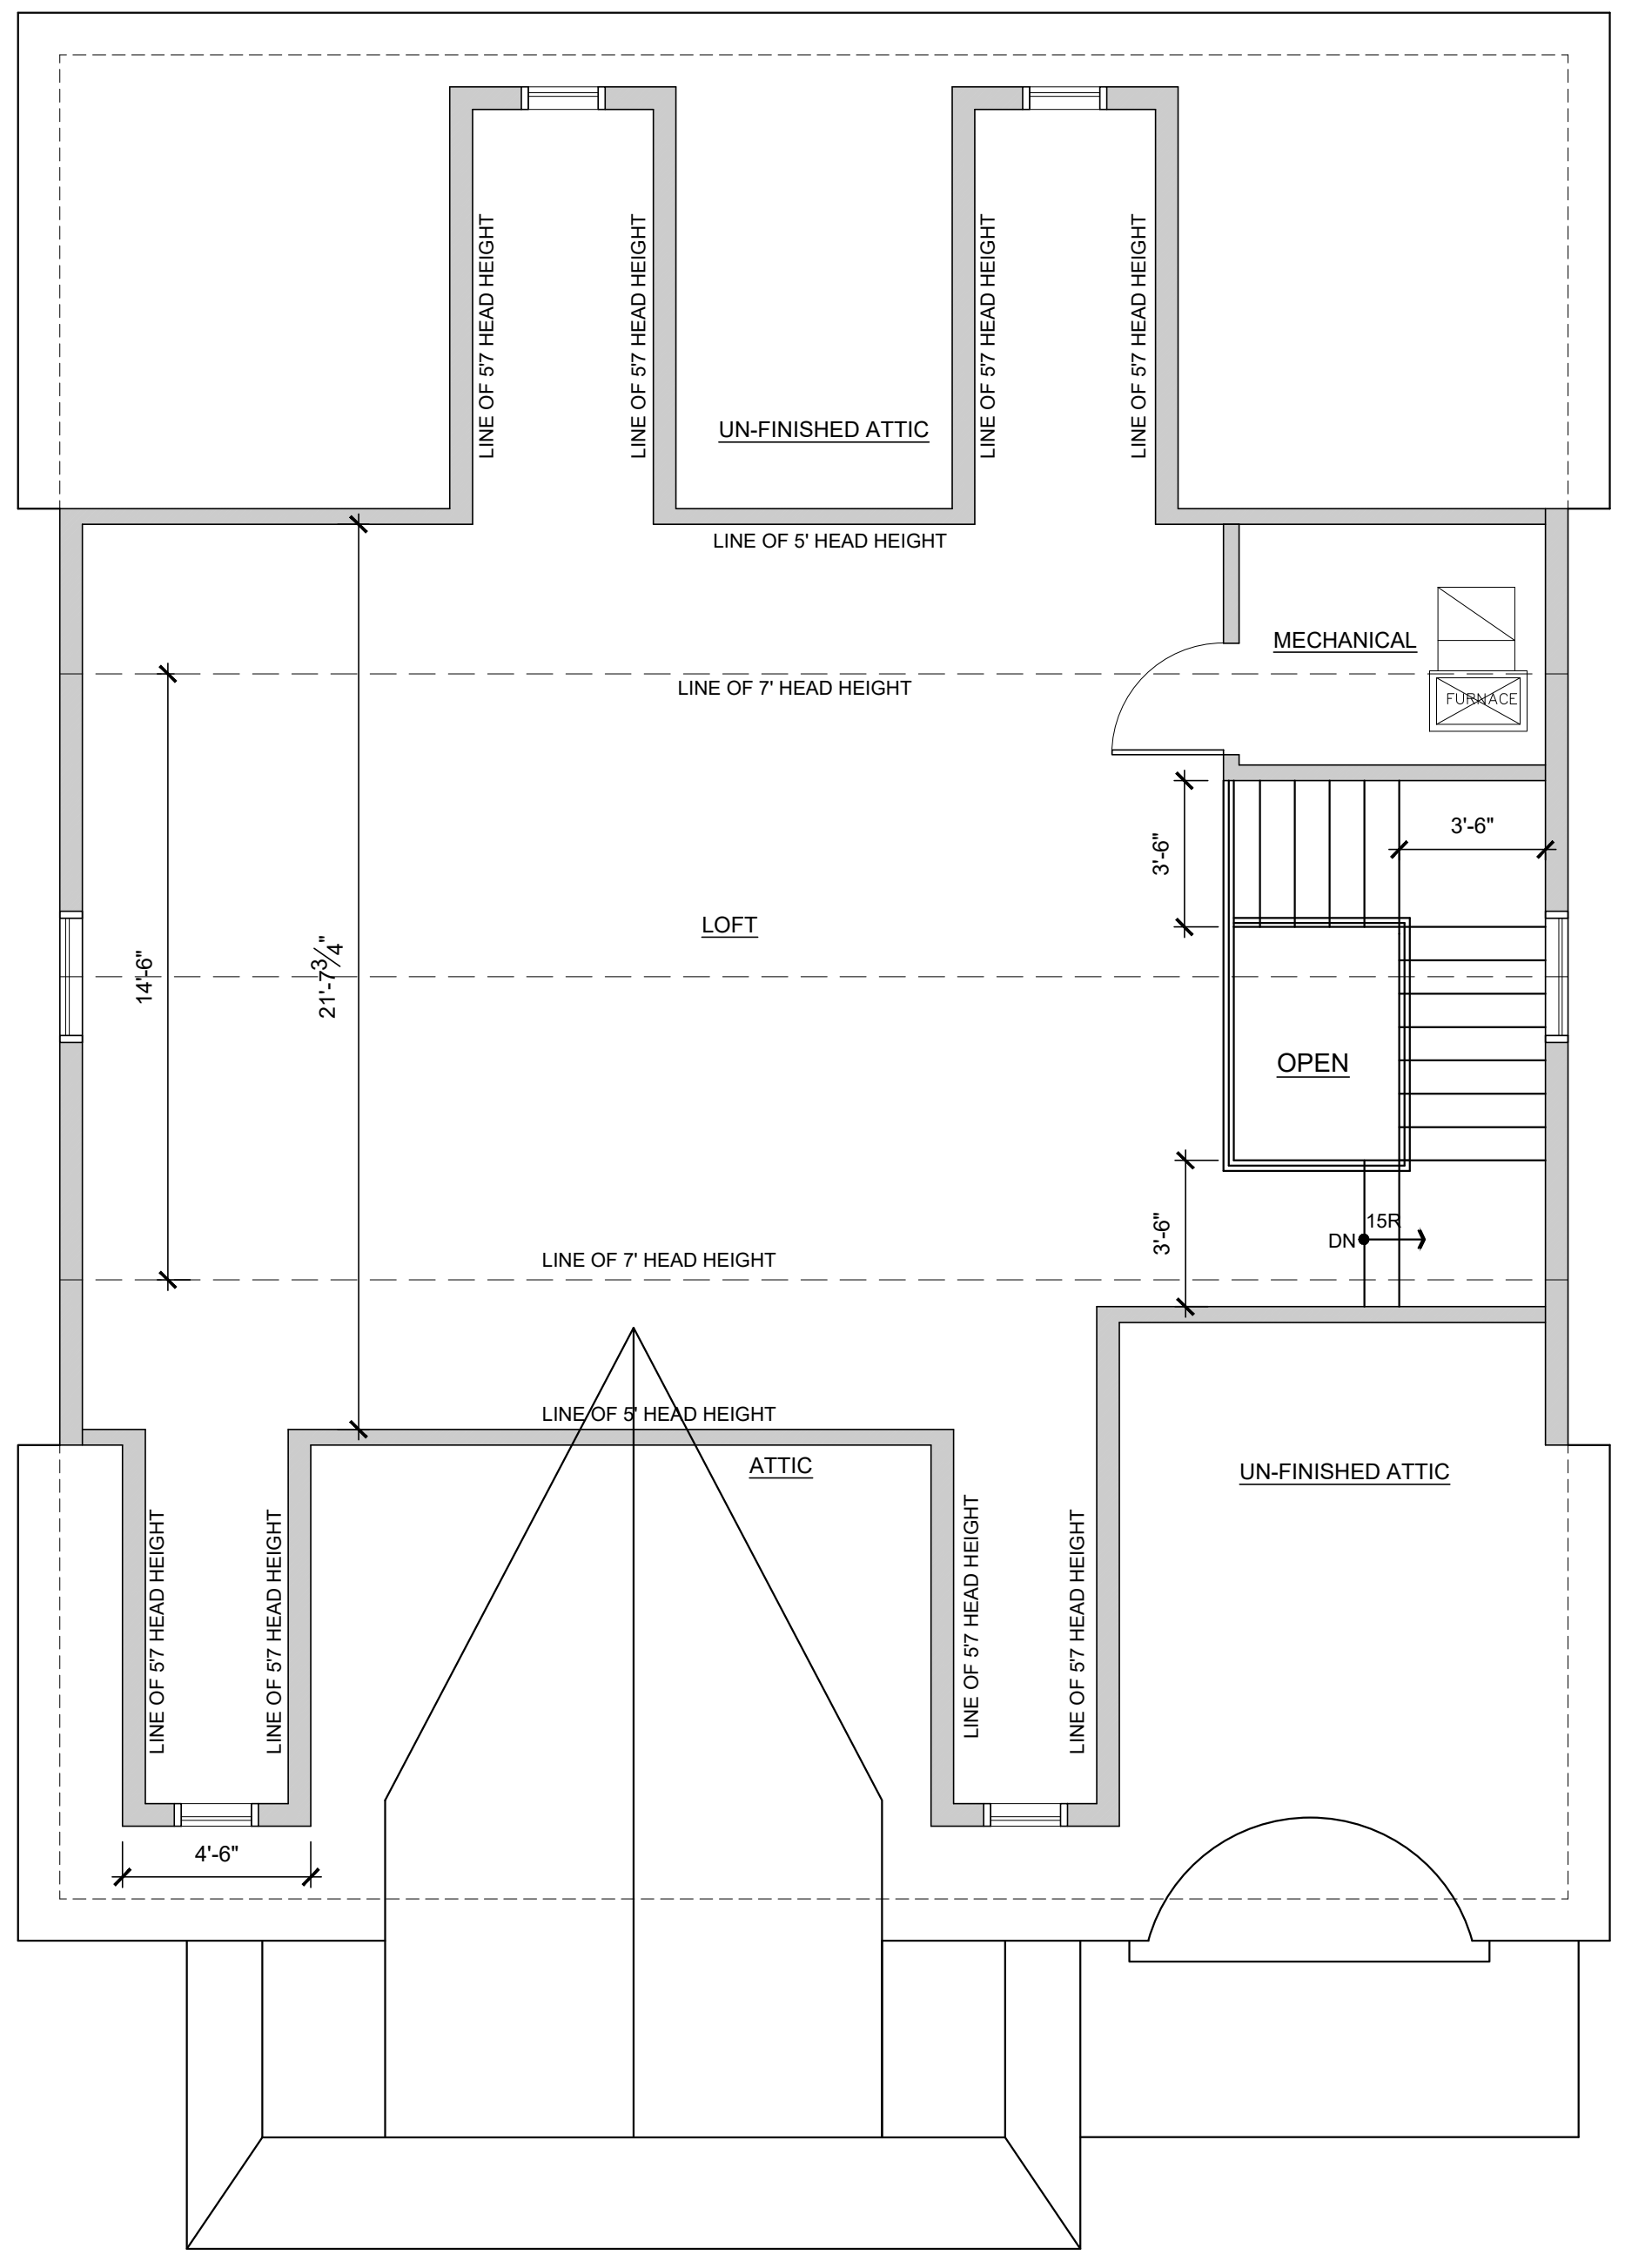 LINE OF 5'7 HEAD HEIGHT
LINE OF 5'7 HEAD HEIGHT
LINE OF 5'7 HEAD HEIGHT
LINE OF 5'7 HEAD HEIGHT
UN-FINISHED ATTIC
LINE OF 5' HEAD HEIGHT
MECHANICAL
LINE OF 7' HEAD HEIGHT
FURNACE
3'-6"
3'-6"
LOFT
14'-6"
21'-7 3/4"
OPEN
15R
DN
3'-6"
LINE OF 7' HEAD HEIGHT
LINE OF 5' HEAD HEIGHT
ATTIC
UN-FINISHED ATTIC
LINE OF 5'7 HEAD HEIGHT
LINE OF 5'7 HEAD HEIGHT
LINE OF 5'7 HEAD HEIGHT
LINE OF 5'7 HEAD HEIGHT
4'-6"